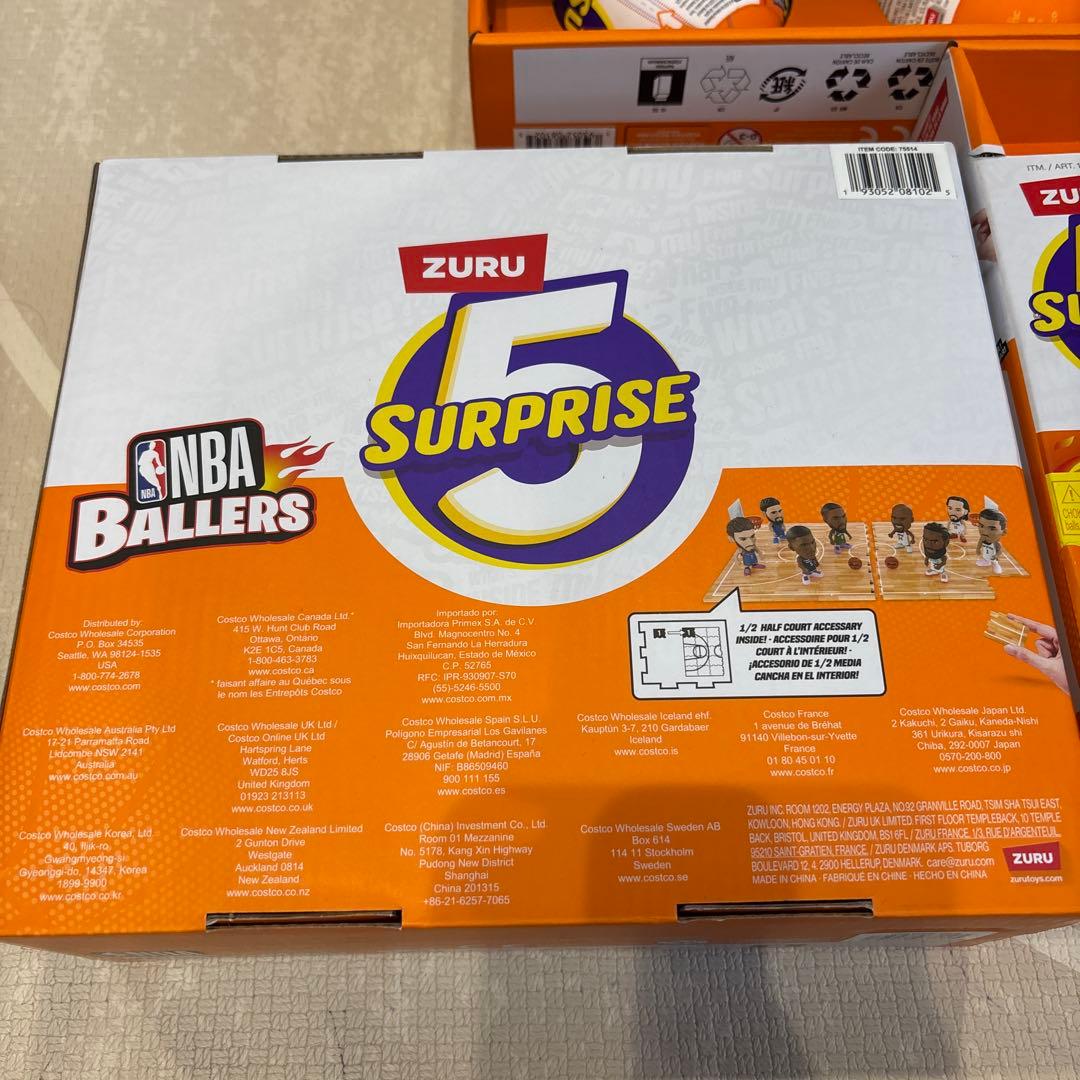 ZURU
ITEM CODE: 75514
1 93052 08102 5
ITM. / ART.
ZURU
5
SURPRISE
NBA
NBA
BALLERS
1/2 HALF COURT ACCESSARY
INSIDE! - ACCESSOIRE POUR 1/2
COURT À L'INTÉRIEUR! -
¡ACCESORIO DE 1/2 MEDIA
CANCHA EN EL INTERIOR!
Distributed by:
Costco Wholesale Corporation
P.O. Box 34535
Seattle, WA 98124-1535
USA
1-800-774-2678
www.costco.com
Costco Wholesale Canada Ltd.*
415 W. Hunt Club Road
Ottawa, Ontario
K2E 1C5, Canada
1-800-463-3783
www.costco.ca
* faisant affaire au Québec sous
le nom les Entrepôts Costco
Importado por:
Importadora Primex S.A. de C.V.
Blvd. Magnocentro No. 4
San Fernando La Herradura
Huixquilucan, Estado de México
C.P. 52765
RFC: IPR-930907-S70
(55)-5246-5500
www.costco.com.mx
Costco Wholesale Australia Pty Ltd
17-21 Parramatta Road
Lidcombe NSW 2141
Australia
www.costco.com.au
Costco Wholesale UK Ltd /
Costco Online UK Ltd
Hartspring Lane
Watford, Herts
WD25 8JS
United Kingdom
01923 213113
www.costco.co.uk
Costco Wholesale Spain S.L.U.
Polígono Empresarial Los Gavilanes
C/ Agustín de Betancourt, 17
28906 Getafe (Madrid) España
NIF: B86509460
900 111 155
www.costco.es
Costco Wholesale Iceland ehf.
Kauptún 3-7, 210 Gardabaer
Iceland
www.costco.is
Costco France
1 avenue de Bréhat
91140 Villebon-sur-Yvette
France
01 80 45 01 10
www.costco.fr
Costco Wholesale Japan Ltd.
2 Kakuchi, 2 Gaiku, Kaneda-Nishi
361 Urikura, Kisarazu shi
Chiba, 292-0007 Japan
0570-200-800
www.costco.co.jp
Costco Wholesale Korea, Ltd.
40, Iljik-ro
Gwangmyeong-si
Gyeonggi-do, 14347, Korea
1899-9900
www.costco.co.kr
Costco Wholesale New Zealand Limited
2 Gunton Drive
Westgate
Auckland 0814
New Zealand
www.costco.co.nz
Costco (China) Investment Co., Ltd.
Room 01 Mezzanine
No. 5178, Kang Xin Highway
Pudong New District
Shanghai
China 201315
+86-21-6257-7065
Costco Wholesale Sweden AB
Box 614
114 11 Stockholm
Sweden
www.costco.se
ZURU INC. ROOM 1202, ENERGY PLAZA, NO.92 GRANVILLE ROAD, TSIM SHA TSUI EAST,
KOWLOON, HONG KONG. / ZURU UK LIMITED. FIRST FLOOR TEMPLEBACK, 10 TEMPLE
BACK, BRISTOL, UNITED KINGDOM, BS1 6FL / ZURU FRANCE. 1/3, RUE D'ARGENTEUIL
95210 SAINT-GRATIEN, FRANCE. / ZURU DENMARK APS. TUBORG
BOULEVARD 12, 4. 2900 HELLERUP, DENMARK. care@zuru.com
MADE IN CHINA · FABRIQUÉ EN CHINE · HECHO EN CHINA
ZURU
zurutoys.com